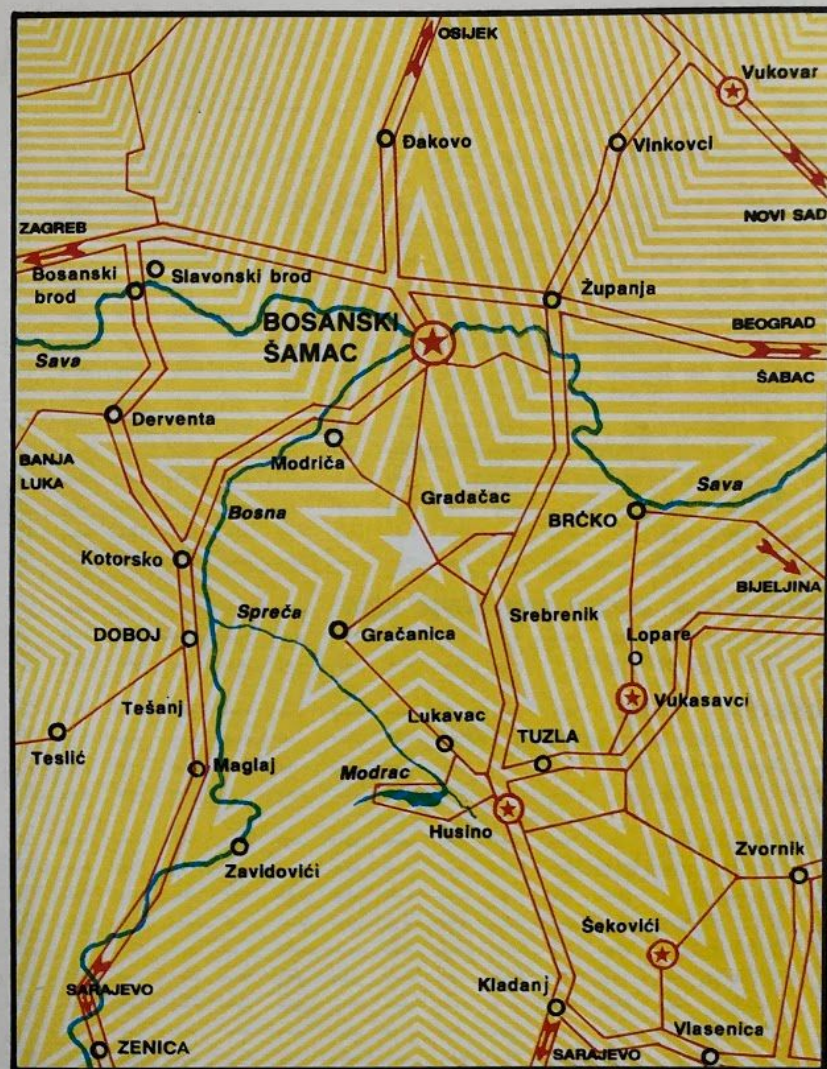 OSIJEK
Vukovar
Đakovo
Vinkovci
NOVI SAD
ZAGREB
Bosanski
brod
Slavonski brod
Županja
BOSANSKI
ŠAMAC
BEOGRAD
Sava
ŠABAC
Derventa
Modriča
BANJA
LUKA
Gradačac
Sava
Bosna
BRČKO
Kotorsko
BIJELJINA
Spreča
Srebrenik
DOBOJ
Gračanica
Lopare
Tešanj
Vukasavci
Lukavac
TUZLA
Teslić
Maglaj
Modrac
Husino
Zvornik
Zavidovići
Šekovići
SARAJEVO
Kladanj
Vlasenica
ZENICA
SARAJEVO